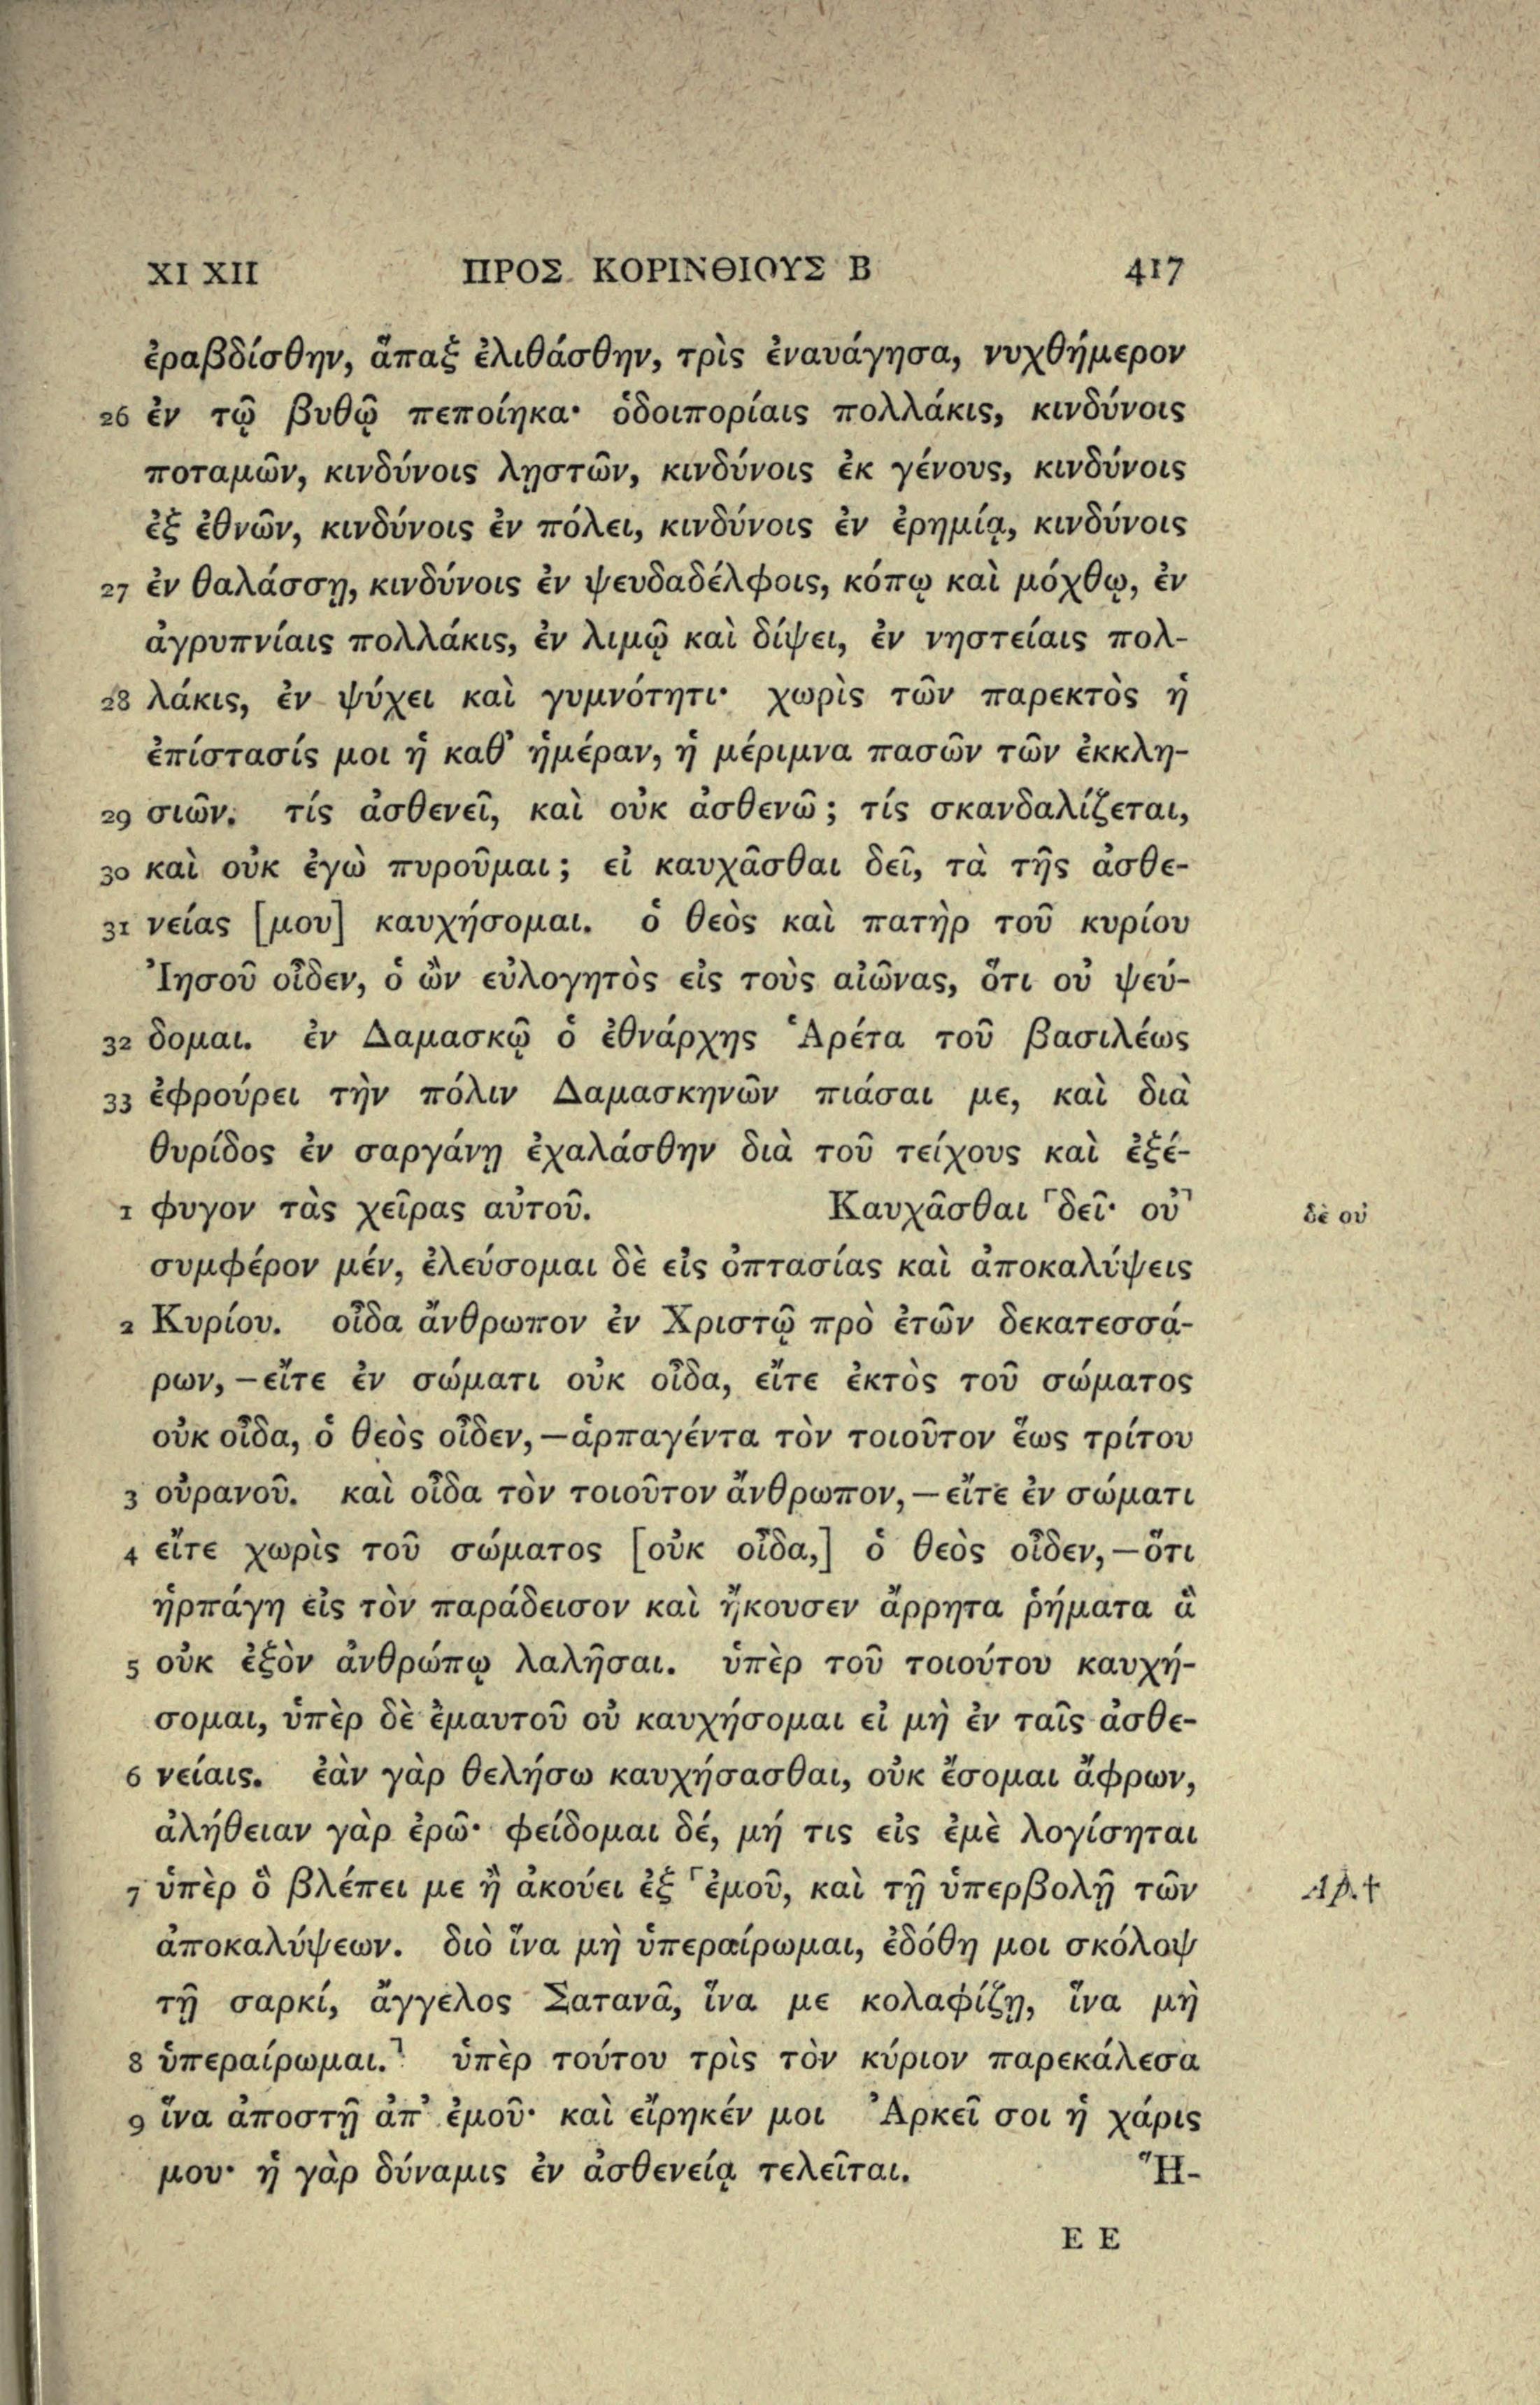 XI XII ΠΡΟΣ ΚΟΡΙΝΘΙΟΥΣ Β 417
ἐραβδίσθην, ἅπαξ ἐλιθάσθην, τρὶς ἐναυάγησα, νυχθήμερον
26 ἐν τῷ βυθῷ πεποίηκα· ὁδοιπορίαις πολλάκις, κινδύνοις
ποταμῶν, κινδύνοις λῃστῶν, κινδύνοις ἐκ γένους, κινδύνοις
ἐξ ἐθνῶν, κινδύνοις ἐν πόλει, κινδύνοις ἐν ἐρημίᾳ, κινδύνοις
27 ἐν θαλάσσῃ, κινδύνοις ἐν ψευδαδέλφοις, κόπῳ καὶ μόχθῳ, ἐν
ἀγρυπνίαις πολλάκις, ἐν λιμῷ καὶ δίψει, ἐν νηστείαις πολ-
28 λάκις, ἐν ψύχει καὶ γυμνότητι· χωρὶς τῶν παρεκτὸς ἡ
ἐπίστασίς μοι ἡ καθ᾽ ἡμέραν, ἡ μέριμνα πασῶν τῶν ἐκκλη-
29 σιῶν. τίς ἀσθενεῖ, καὶ οὐκ ἀσθενῶ; τίς σκανδαλίζεται,
30 καὶ οὐκ ἐγὼ πυροῦμαι; εἰ καυχᾶσθαι δεῖ, τὰ τῆς ἀσθε-
31 νείας [μου] καυχήσομαι. ὁ θεὸς καὶ πατὴρ τοῦ κυρίου
Ἰησοῦ οἶδεν, ὁ ὢν εὐλογητὸς εἰς τοὺς αἰῶνας, ὅτι οὐ ψεύ-
32 δομαι. ἐν Δαμασκῷ ὁ ἐθνάρχης Ἁρέτα τοῦ βασιλέως
33 ἐφρούρει τὴν πόλιν Δαμασκηνῶν πιάσαι με, καὶ διὰ
θυρίδος ἐν σαργάνῃ ἐχαλάσθην διὰ τοῦ τείχους καὶ ἐξέ-
1 φυγον τὰς χεῖρας αὐτοῦ. Καυχᾶσθαι ⌜δεῖ· οὐ⌝ δὲ οὐ
συμφέρον μέν, ἐλεύσομαι δὲ εἰς ὀπτασίας καὶ ἀποκαλύψεις
2 Κυρίου. οἶδα ἄνθρωπον ἐν Χριστῷ πρὸ ἐτῶν δεκατεσσά-
ρων,—εἴτε ἐν σώματι οὐκ οἶδα, εἴτε ἐκτὸς τοῦ σώματος
οὐκ οἶδα, ὁ θεὸς οἶδεν,—ἁρπαγέντα τὸν τοιοῦτον ἕως τρίτου
3 οὐρανοῦ. καὶ οἶδα τὸν τοιοῦτον ἄνθρωπον,—εἴτε ἐν σώματι
4 εἴτε χωρὶς τοῦ σώματος [οὐκ οἶδα,] ὁ θεὸς οἶδεν,—ὅτι
ἡρπάγη εἰς τὸν παράδεισον καὶ ἤκουσεν ἄρρητα ῥήματα ἃ
5 οὐκ ἐξὸν ἀνθρώπῳ λαλῆσαι. ὑπὲρ τοῦ τοιούτου καυχή-
σομαι, ὑπὲρ δὲ ἐμαυτοῦ οὐ καυχήσομαι εἰ μὴ ἐν ταῖς ἀσθε-
6 νείαις. ἐὰν γὰρ θελήσω καυχήσασθαι, οὐκ ἔσομαι ἄφρων,
ἀλήθειαν γὰρ ἐρῶ· φείδομαι δέ, μή τις εἰς ἐμὲ λογίσηται
7 ὑπὲρ ὃ βλέπει με ἢ ἀκούει ἐξ ⌜ἐμοῦ, καὶ τῇ ὑπερβολῇ τῶν Ap.†
ἀποκαλύψεων. διὸ ἵνα μὴ ὑπεραίρωμαι, ἐδόθη μοι σκόλοψ
τῇ σαρκί, ἄγγελος Σατανᾶ, ἵνα με κολαφίζῃ, ἵνα μὴ
8 ὑπεραίρωμαι.⌝ ὑπὲρ τούτου τρὶς τὸν κύριον παρεκάλεσα
9 ἵνα ἀποστῇ ἀπ᾽ ἐμοῦ· καὶ εἴρηκέν μοι Ἀρκεῖ σοι ἡ χάρις
μου· ἡ γὰρ δύναμις ἐν ἀσθενείᾳ τελεῖται. Ἥ-
E E